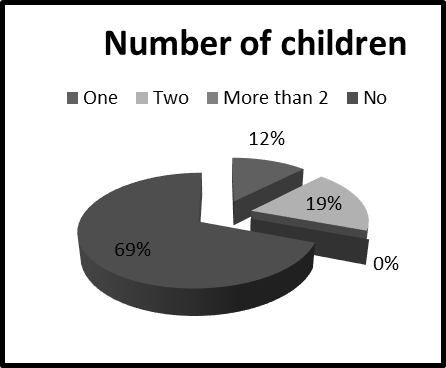 Number of children
One Two More than 2 No
12%
19%
69%
0%